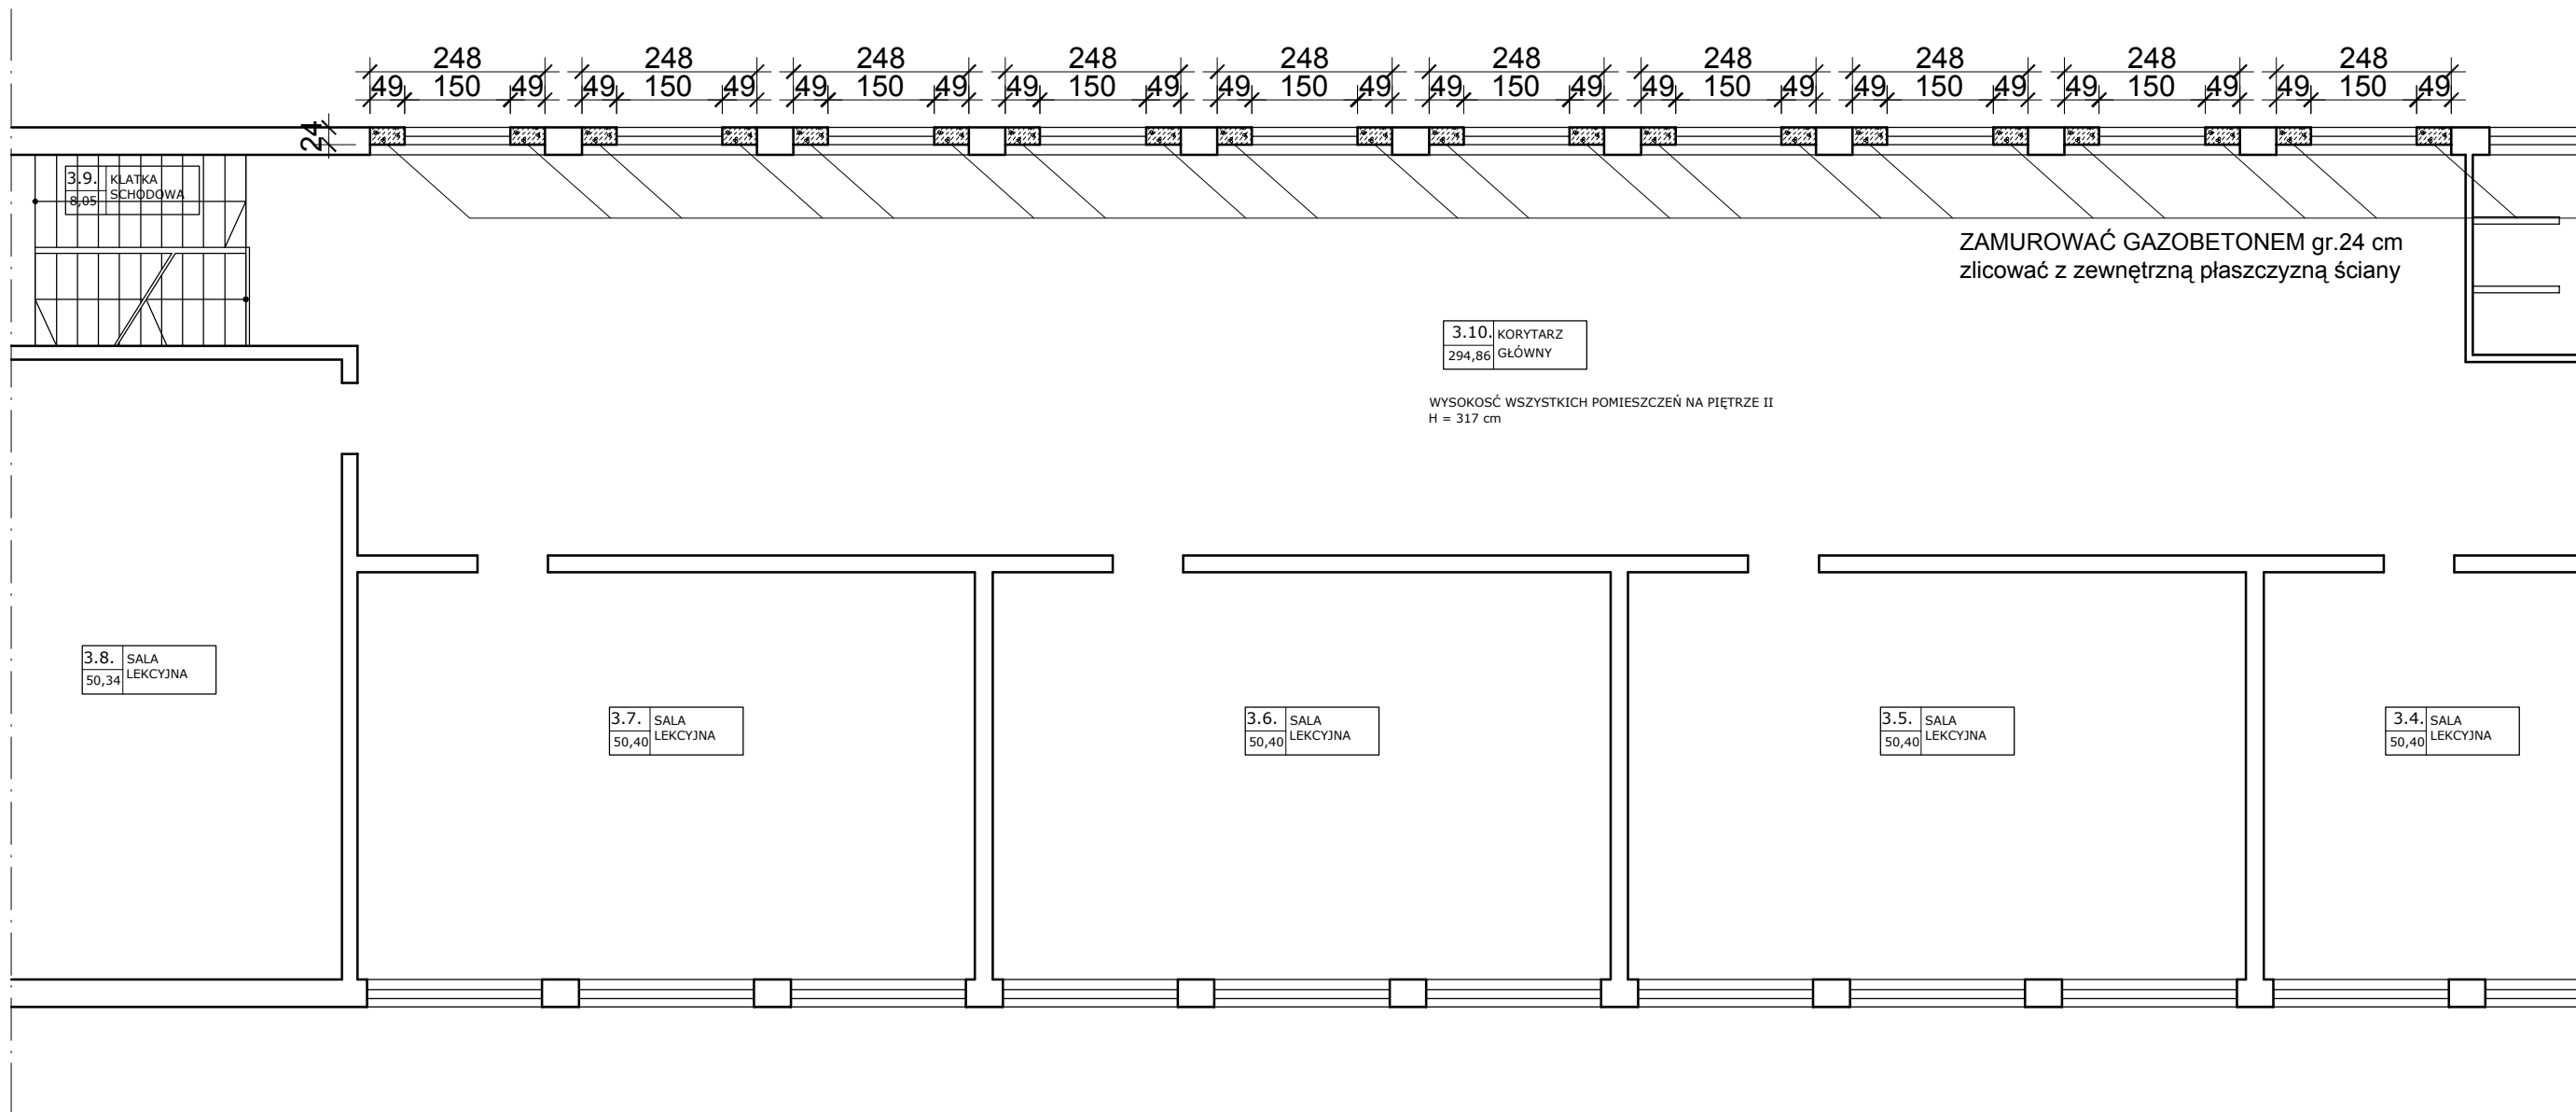 248 248 248 248 248 248 248 248 248 248
49 150 49 49 150 49 49 150 49 49 150 49 49 150 49 49 150 49 49 150 49 49 150 49 49 150 49 49 150 49
24
3.9. KLATKA
8,05 SCHODOWA
ZAMUROWAĆ GAZOBETONEM gr.24 cm
zlicować z zewnętrzną płaszczyzną ściany
3.10. KORYTARZ
294,86 GŁÓWNY
WYSOKOŚĆ WSZYSTKICH POMIESZCZEŃ NA PIĘTRZE II
H = 317 cm
3.8. SALA
50,34 LEKCYJNA
3.7. SALA
50,40 LEKCYJNA
3.6. SALA
50,40 LEKCYJNA
3.5. SALA
50,40 LEKCYJNA
3.4. SALA
50,40 LEKCYJNA